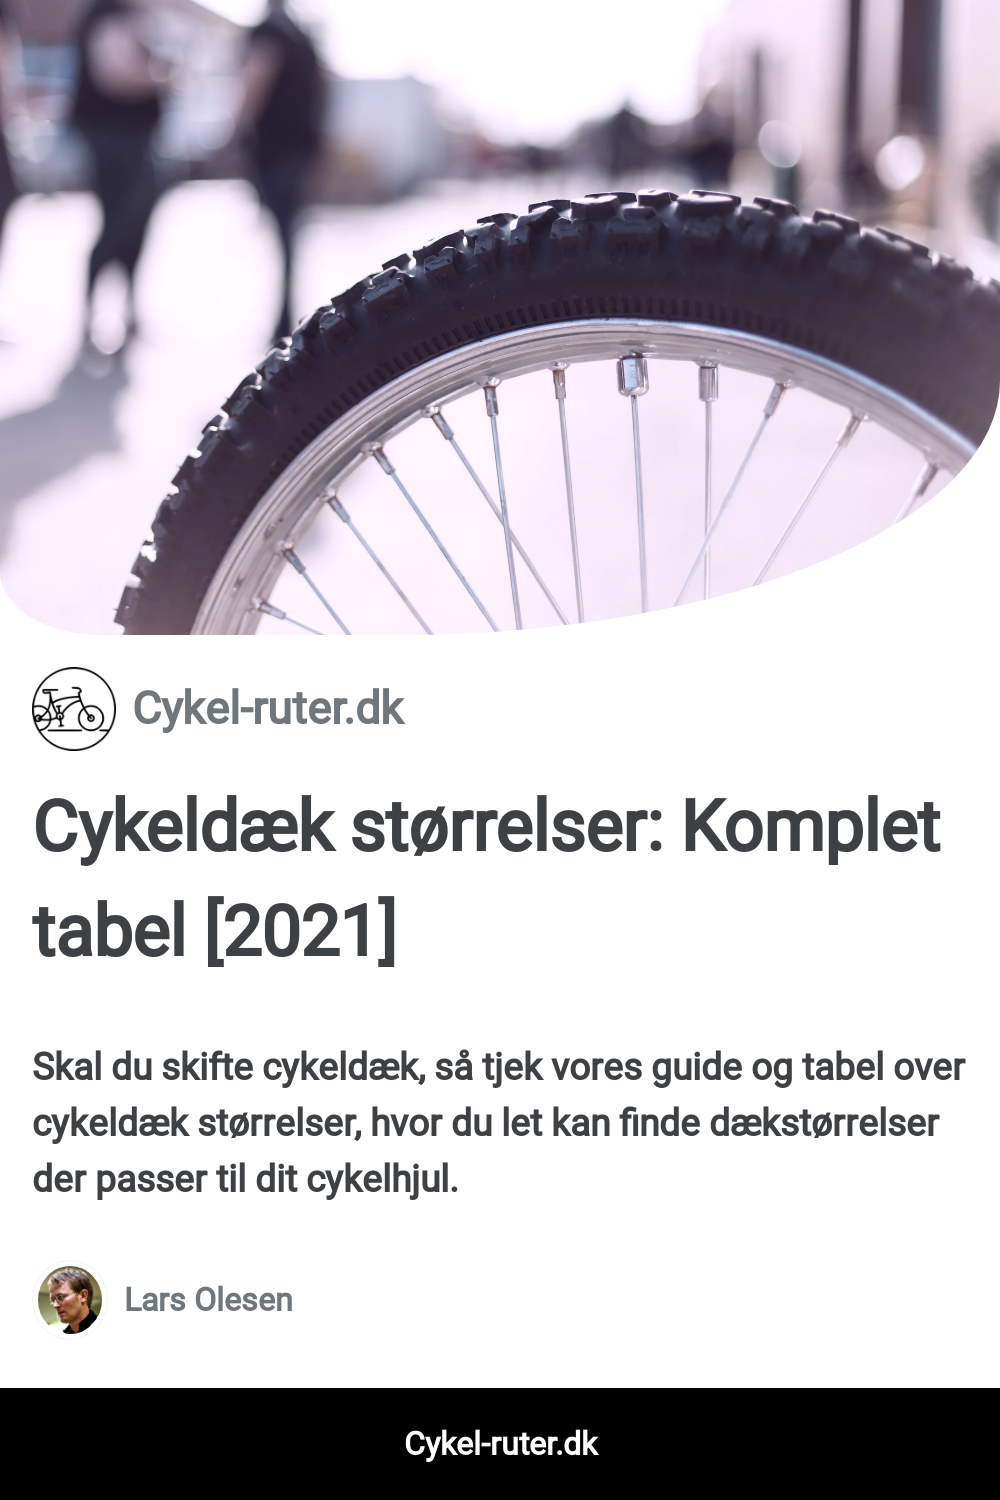 Cykel-ruter.dk
Cykeldæk størrelser: Komplet
tabel [2021]
Skal du skifte cykeldæk, så tjek vores guide og tabel over
cykeldæk størrelser, hvor du let kan finde dækstørrelser
der passer til dit cykelhjul.
Lars Olesen
Cykel-ruter.dk